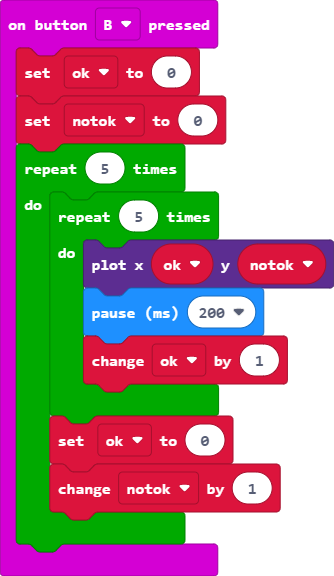 on button B pressed
set ok to 0
set notok to 0
repeat 5 times
do
repeat 5 times
do
plot x ok y notok
pause (ms) 200
change ok by 1
set ok to 0
change notok by 1